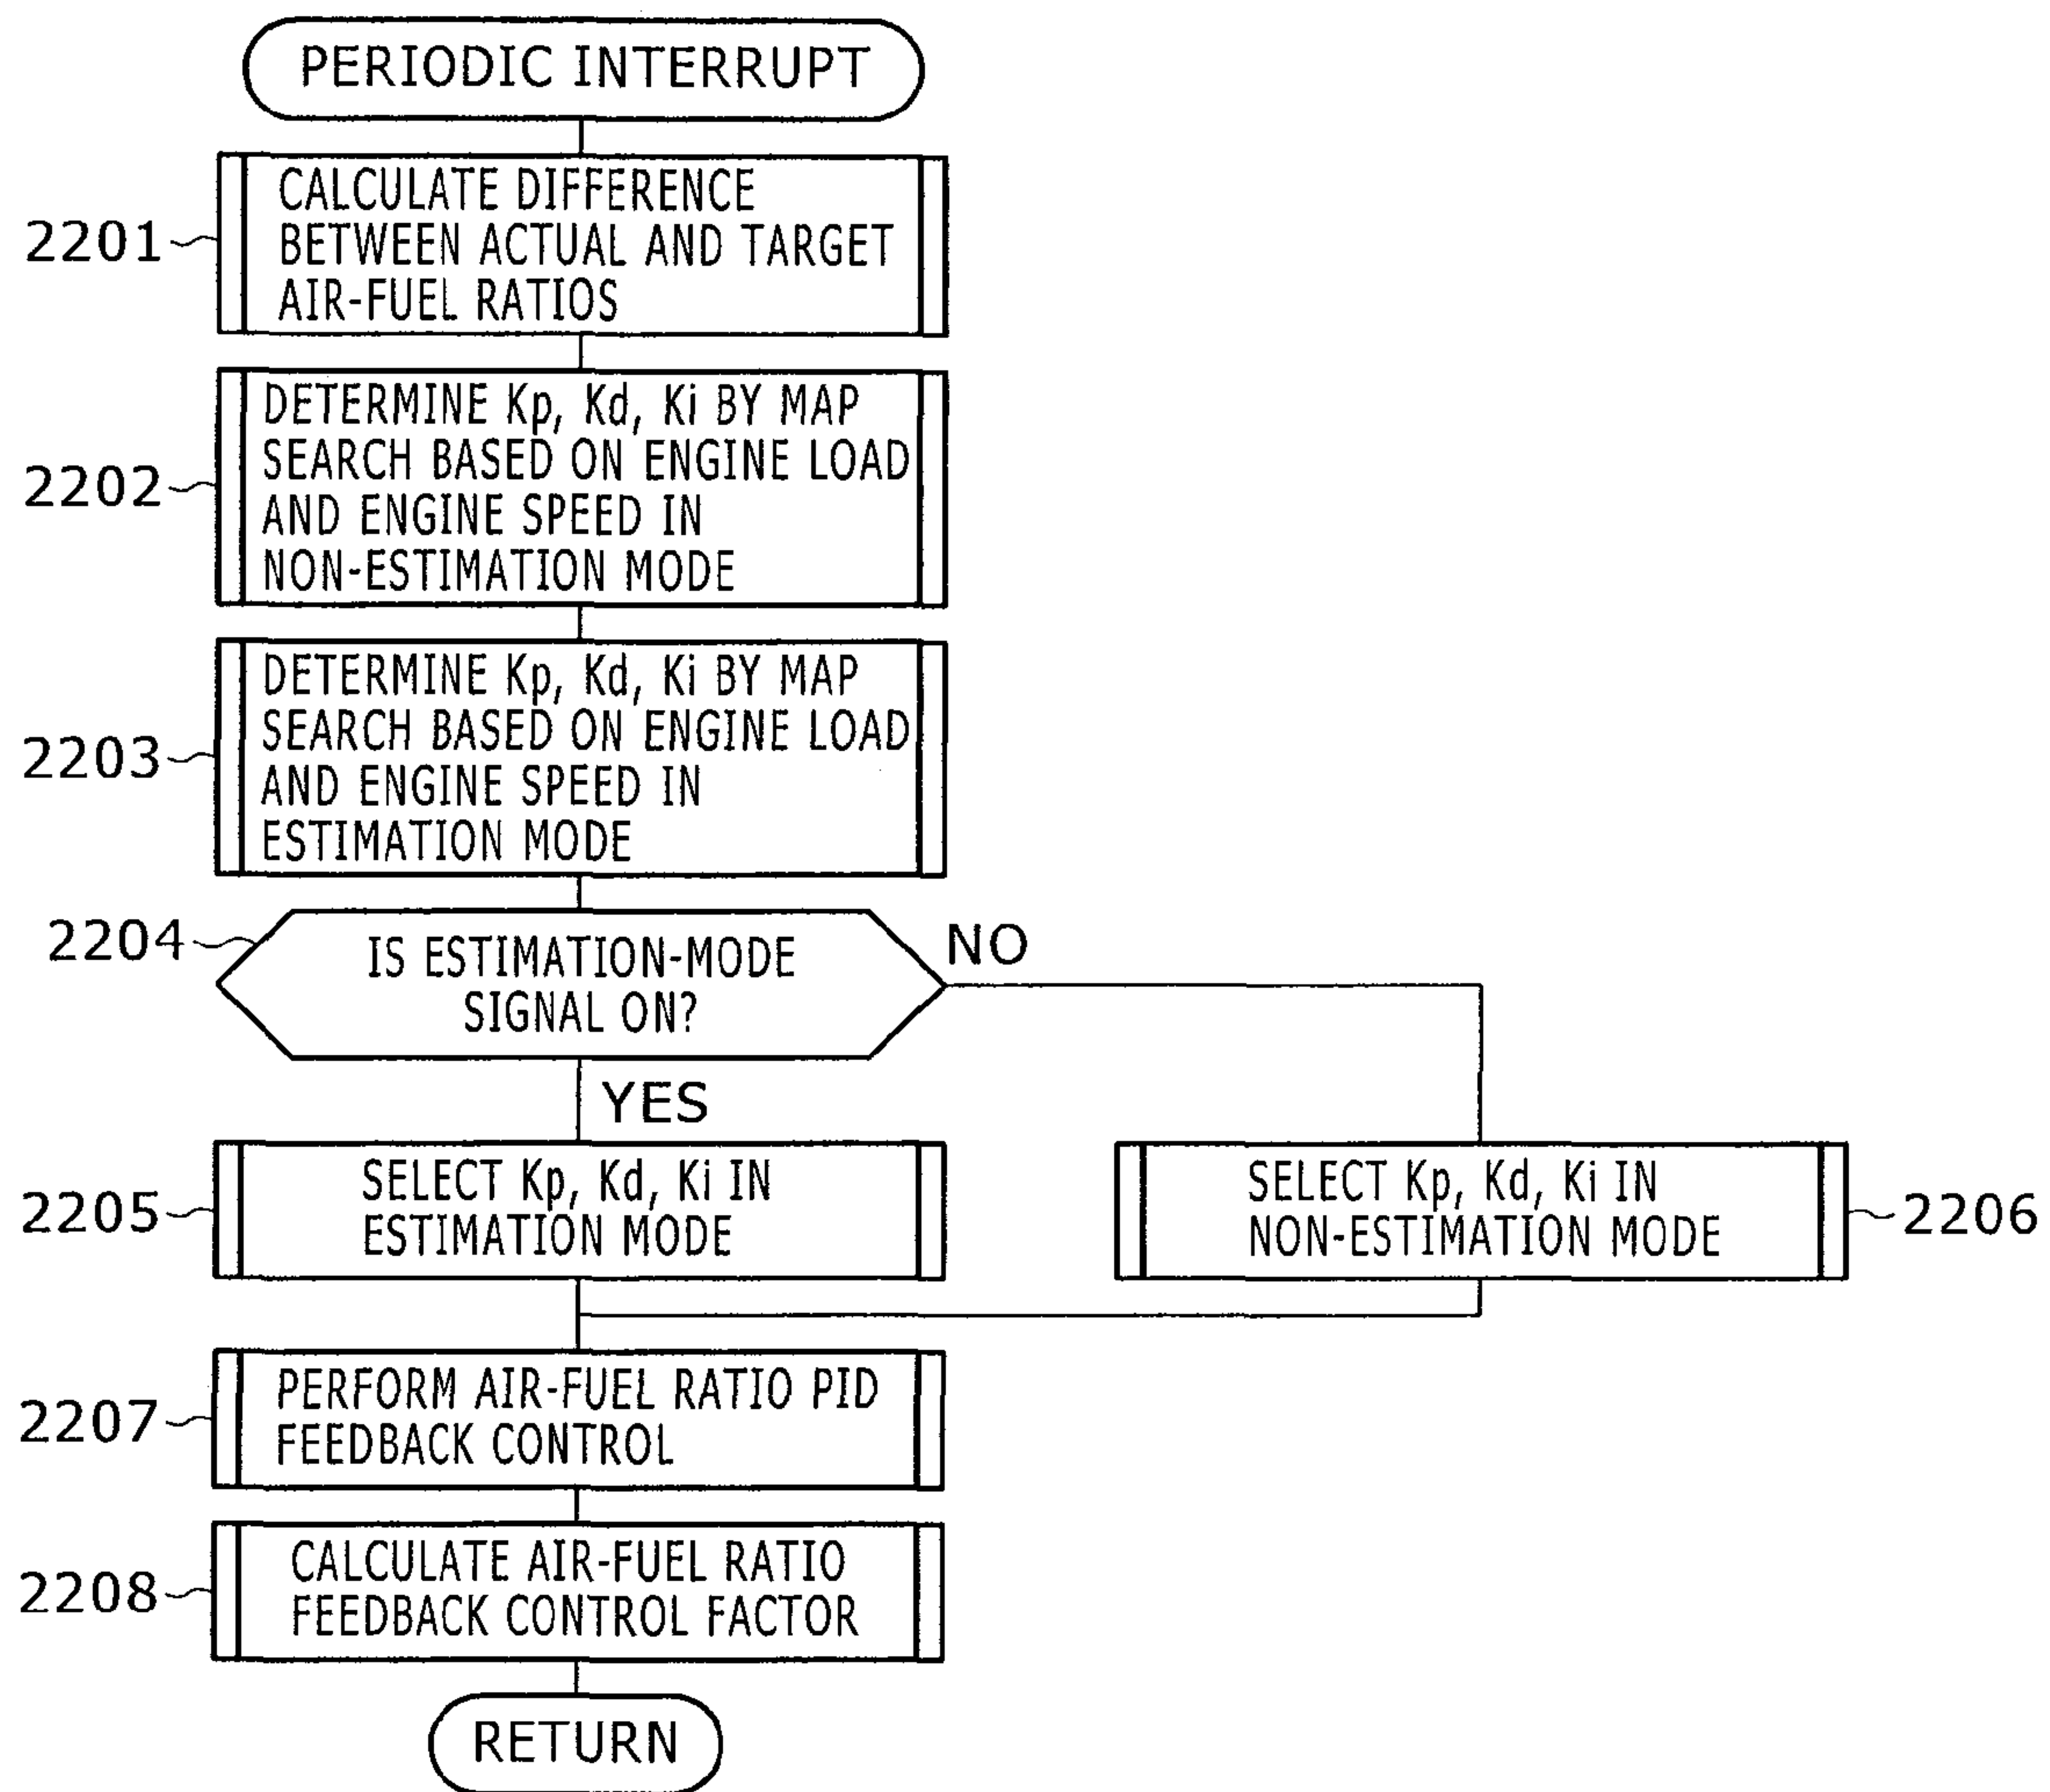 PERIODIC INTERRUPT
2201
CALCULATE DIFFERENCE
BETWEEN ACTUAL AND TARGET
AIR-FUEL RATIOS
2202
DETERMINE Kp, Kd, Ki BY MAP
SEARCH BASED ON ENGINE LOAD
AND ENGINE SPEED IN
NON-ESTIMATION MODE
2203
DETERMINE Kp, Kd, Ki BY MAP
SEARCH BASED ON ENGINE LOAD
AND ENGINE SPEED IN
ESTIMATION MODE
2204
IS ESTIMATION-MODE
SIGNAL ON?
NO
YES
2205
SELECT Kp, Kd, Ki IN
ESTIMATION MODE
SELECT Kp, Kd, Ki IN
NON-ESTIMATION MODE
2206
2207
PERFORM AIR-FUEL RATIO PID
FEEDBACK CONTROL
2208
CALCULATE AIR-FUEL RATIO
FEEDBACK CONTROL FACTOR
RETURN